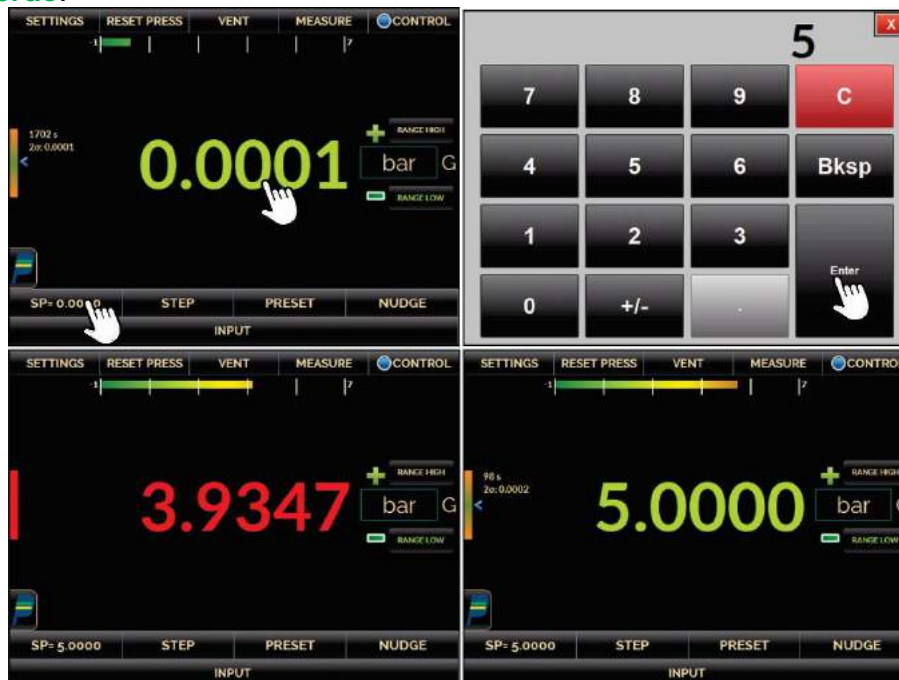 SETTINGS RESET PRESS VENT MEASURE CONTROL
-1 7
1702 s
2σ: 0.0001
0.0001
RANGE HIGH
bar G
RANGE LOW
SP= 0.00 0 STEP PRESET NUDGE
INPUT
5 X
7 8 9 C
4 5 6 Bksp
1 2 3
Enter
0 +/- .
SETTINGS RESET PRESS VENT MEASURE CONTROL
-1 7
3.9347
RANGE HIGH
bar G
RANGE LOW
SP= 5.0000 STEP PRESET NUDGE
INPUT
SETTINGS RESET PRESS VENT MEASURE CONTRO
-1 7
98 s
2σ: 0.0002
5.0000
RANGE HIGH
bar
RANGE LOW
SP= 5.0000 STEP PRESET NUDGE
INPUT